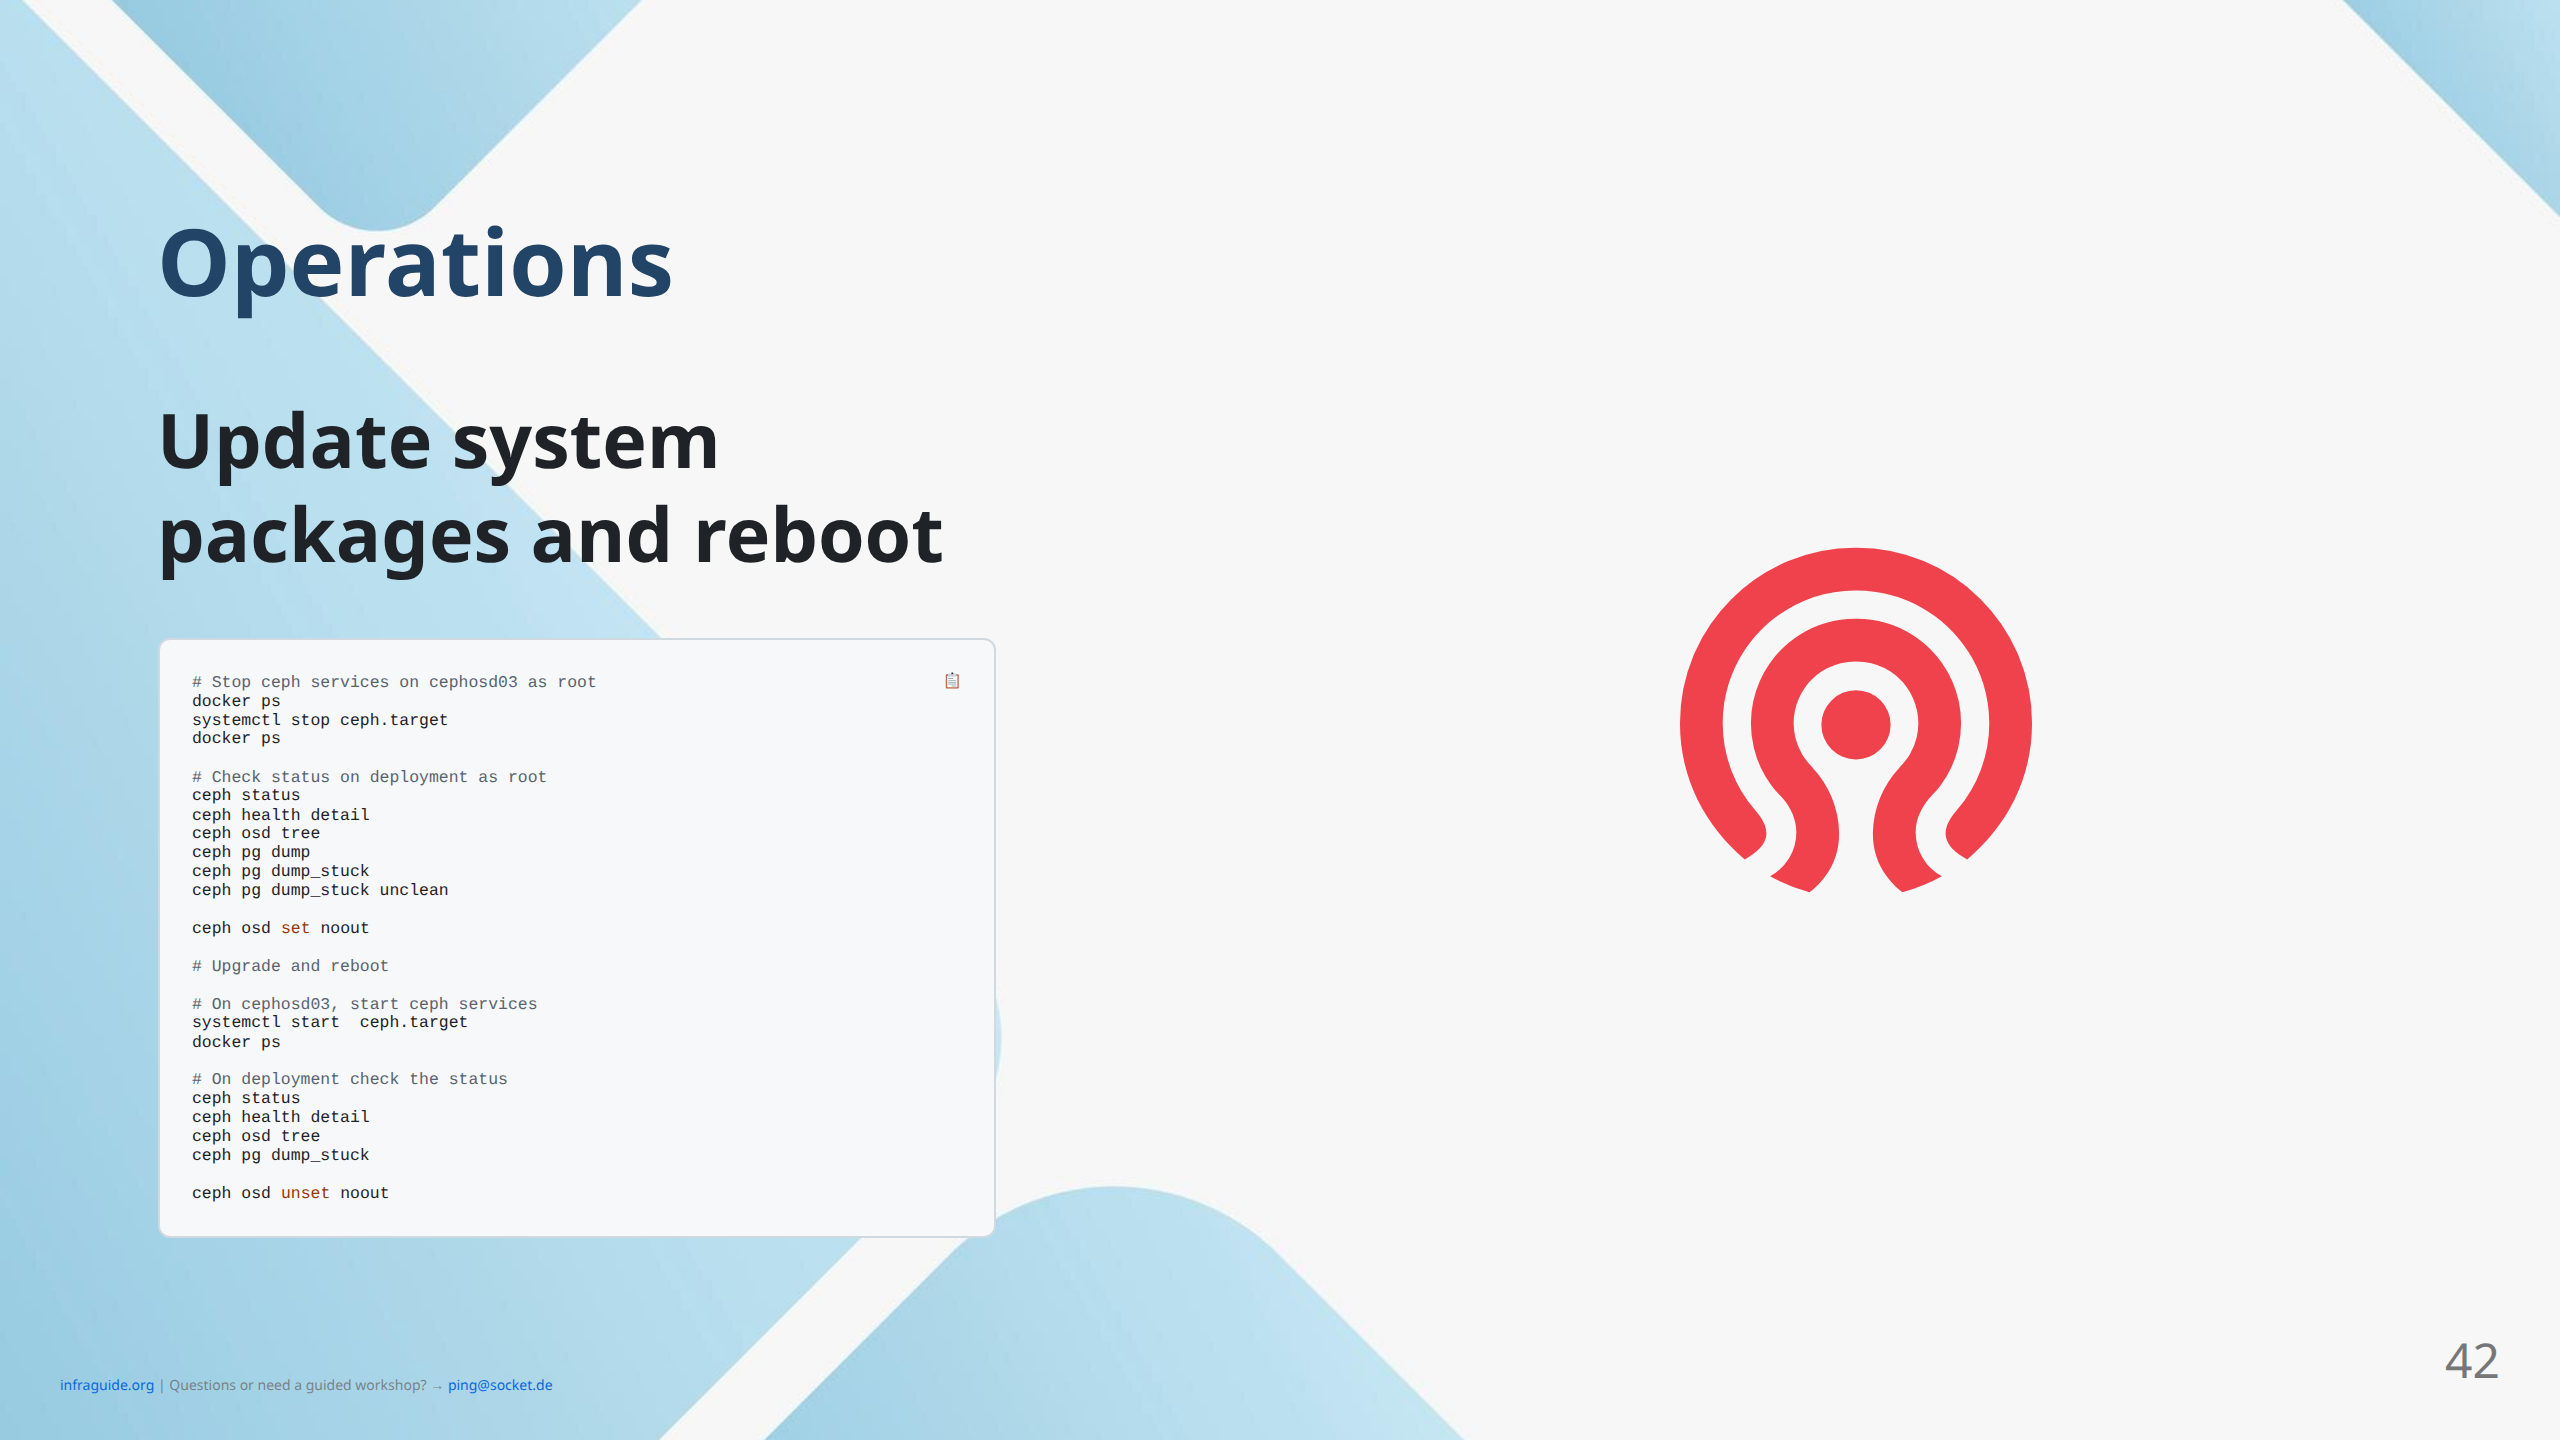 Operations
Update system
packages and reboot
# Stop ceph services on cephosd03 as root
docker ps
systemctl stop ceph.target
docker ps
# Check status on deployment as root
ceph status
ceph health detail
ceph osd tree
ceph pg dump
ceph pg dump_stuck
ceph pg dump_stuck unclean
ceph osd set noout
# Upgrade and reboot
# On cephosd03, start ceph services
systemctl start  ceph.target
docker ps
# On deployment check the status
ceph status
ceph health detail
ceph osd tree
ceph pg dump_stuck
ceph osd unset noout
infraguide.org | Questions or need a guided workshop? → ping@socket.de
42